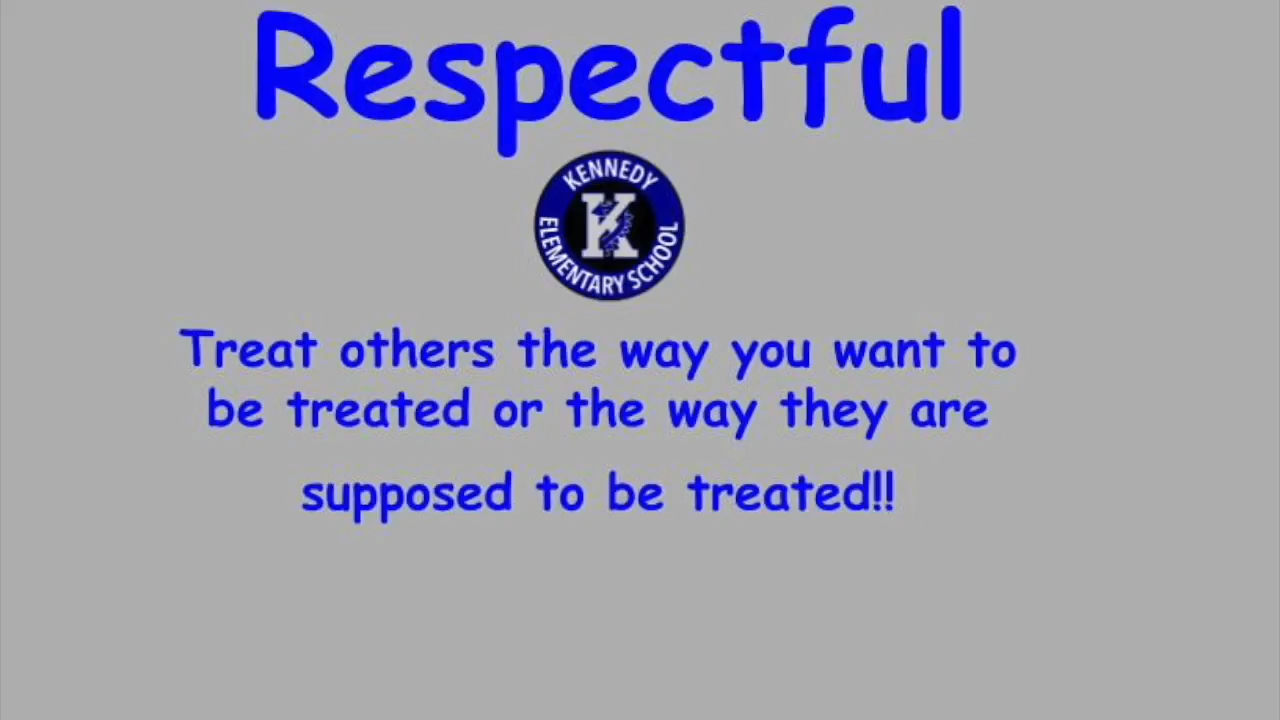 Respectful
KENNEDY
K
ELEMENTARY SCHOOL
Treat others the way you want to
be treated or the way they are
supposed to be treated!!